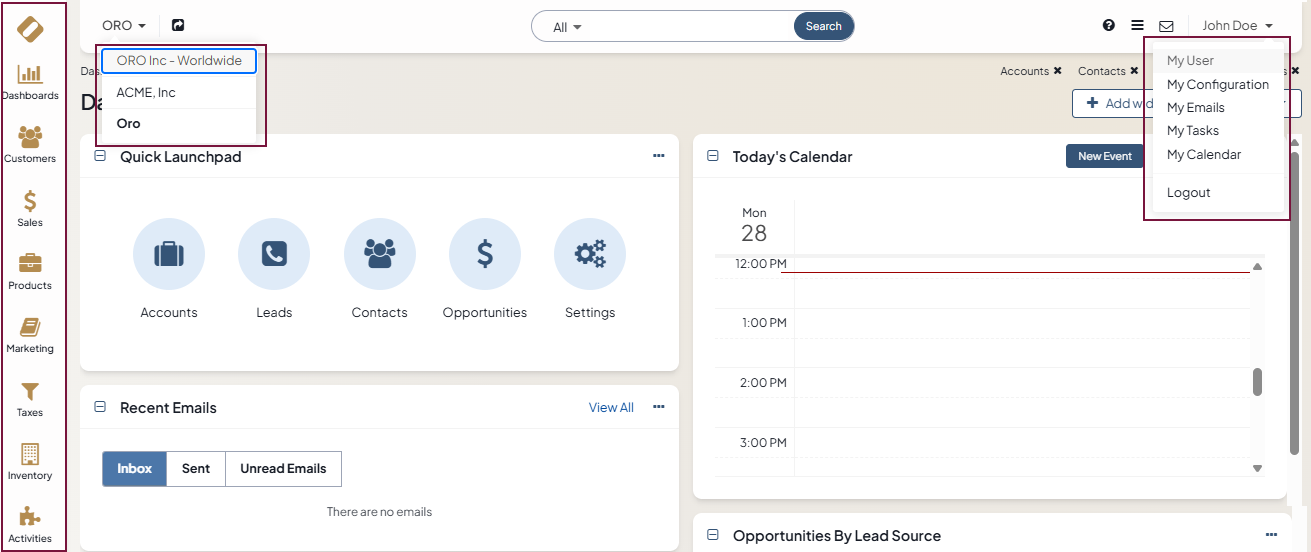 ORO
All
Search
John Doe
ORO Inc - Worldwide
ACME, Inc
Oro
My User
My Configuration
My Emails
My Tasks
My Calendar
Logout
Accounts
Contacts
Dashboards
Customers
Sales
Products
Marketing
Taxes
Inventory
Activities
Quick Launchpad
Accounts
Leads
Contacts
Opportunities
Settings
Recent Emails
View All
Inbox
Sent
Unread Emails
There are no emails
Add
Today's Calendar
New Event
Mon
28
12:00 PM
1:00 PM
2:00 PM
3:00 PM
Opportunities By Lead Source